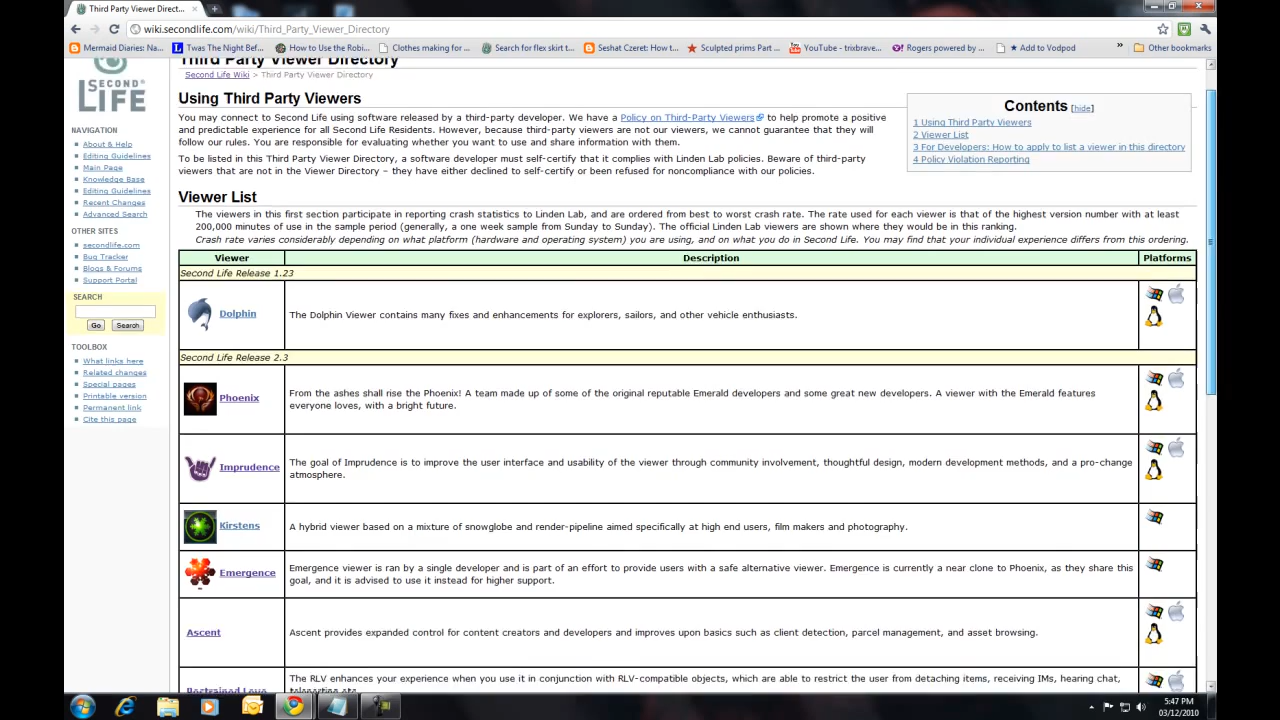 Third Party Viewer Direct...
wiki.secondlife.com/wiki/Third_Party_Viewer_Directory
Mermaid Diaries: Na...
Twas The Night Bef...
How to Use the Robi...
Clothes making for ...
Search for flex skirt t...
Seshat Czeret: How t...
Sculpted prims Part ...
YouTube - trixbrave...
Rogers powered by ...
★ Add to Vodpod
»
Other bookmarks
SECOND
LIFE
NAVIGATION
About & Help
Editing Guidelines
Main Page
Knowledge Base
Editing Guidelines
Recent Changes
Advanced Search
OTHER SITES
secondlife.com
Bug Tracker
Blogs & Forums
Support Portal
SEARCH
Go
Search
TOOLBOX
What links here
Related changes
Special pages
Printable version
Permanent link
Cite this page
Third Party Viewer Directory
Second Life Wiki > Third Party Viewer Directory
Using Third Party Viewers
You may connect to Second Life using software released by a third-party developer. We have a Policy on Third-Party Viewers to help promote a positive
and predictable experience for all Second Life Residents. However, because third-party viewers are not our viewers, we cannot guarantee that they will
follow our rules. You are responsible for evaluating whether you want to use and share information with them.
To be listed in this Third Party Viewer Directory, a software developer must self-certify that it complies with Linden Lab policies. Beware of third-party
viewers that are not in the Viewer Directory – they have either declined to self-certify or been refused for noncompliance with our policies.
Contents [hide]
1 Using Third Party Viewers
2 Viewer List
3 For Developers: How to apply to list a viewer in this directory
4 Policy Violation Reporting
Viewer List
The viewers in this first section participate in reporting crash statistics to Linden Lab, and are ordered from best to worst crash rate. The rate used for each viewer is that of the highest version number with at least
200,000 minutes of use in the sample period (generally, a one week sample from Sunday to Sunday). The official Linden Lab viewers are shown where they would be in this ranking.
Crash rate varies considerably depending on what platform (hardware and operating system) you are using, and on what you do in Second Life. You may find that your individual experience differs from this ordering.
Viewer Description Platforms
Second Life Release 1.23
Dolphin
The Dolphin Viewer contains many fixes and enhancements for explorers, sailors, and other vehicle enthusiasts.
Second Life Release 2.3
Phoenix
From the ashes shall rise the Phoenix! A team made up of some of the original reputable Emerald developers and some great new developers. A viewer with the Emerald features
everyone loves, with a bright future.
Imprudence
The goal of Imprudence is to improve the user interface and usability of the viewer through community involvement, thoughtful design, modern development methods, and a pro-change
atmosphere.
Kirstens
A hybrid viewer based on a mixture of snowglobe and render-pipeline aimed specifically at high end users, film makers and photography.
Emergence
Emergence viewer is ran by a single developer and is part of an effort to provide users with a safe alternative viewer. Emergence is currently a near clone to Phoenix, as they share this
goal, and it is advised to use it instead for higher support.
Ascent
Ascent provides expanded control for content creators and developers and improves upon basics such as client detection, parcel management, and asset browsing.
Restrained Love
The RLV enhances your experience when you use it in conjunction with RLV-compatible objects, which are able to restrict the user from detaching items, receiving IMs, hearing chat,
teleporting etc.
5:47 PM
03/12/2010